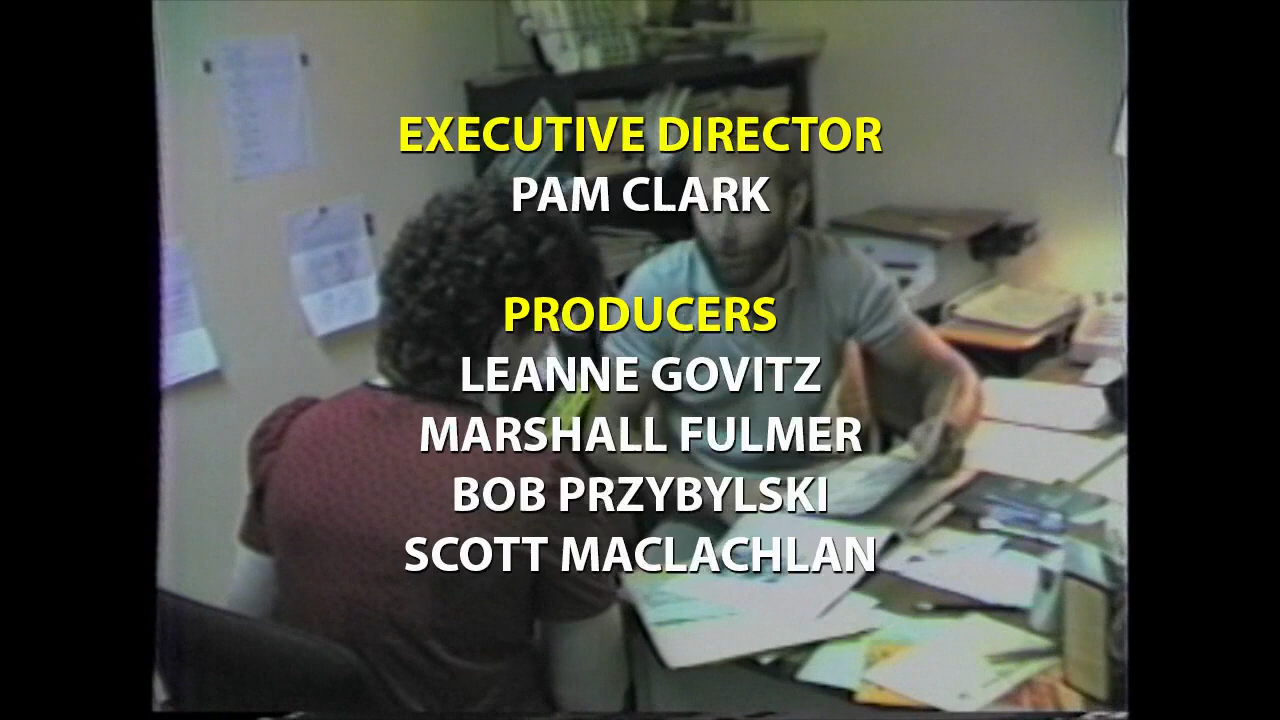 EXECUTIVE DIRECTOR
PAM CLARK
PRODUCERS
LEANNE GOVITZ
MARSHALL FULMER
BOB PRZYBYLSKI
SCOTT MACLACHLAN